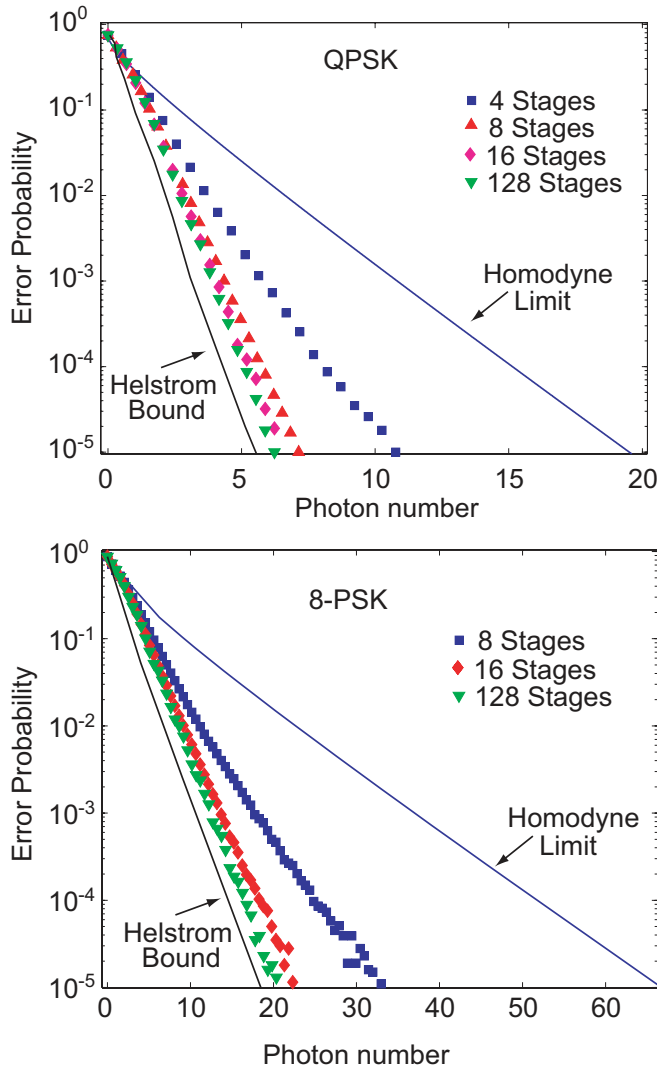 QPSK
4 Stages
8 Stages
16 Stages
128 Stages
Homodyne
Limit
Helstrom
Bound
Error Probability
10^0
10^-1
10^-2
10^-3
10^-4
10^-5
0 5 10 15 20
Photon number
8-PSK
8 Stages
16 Stages
128 Stages
Homodyne
Limit
Helstrom
Bound
Error Probability
10^0
10^-1
10^-2
10^-3
10^-4
10^-5
0 10 20 30 40 50 60
Photon number